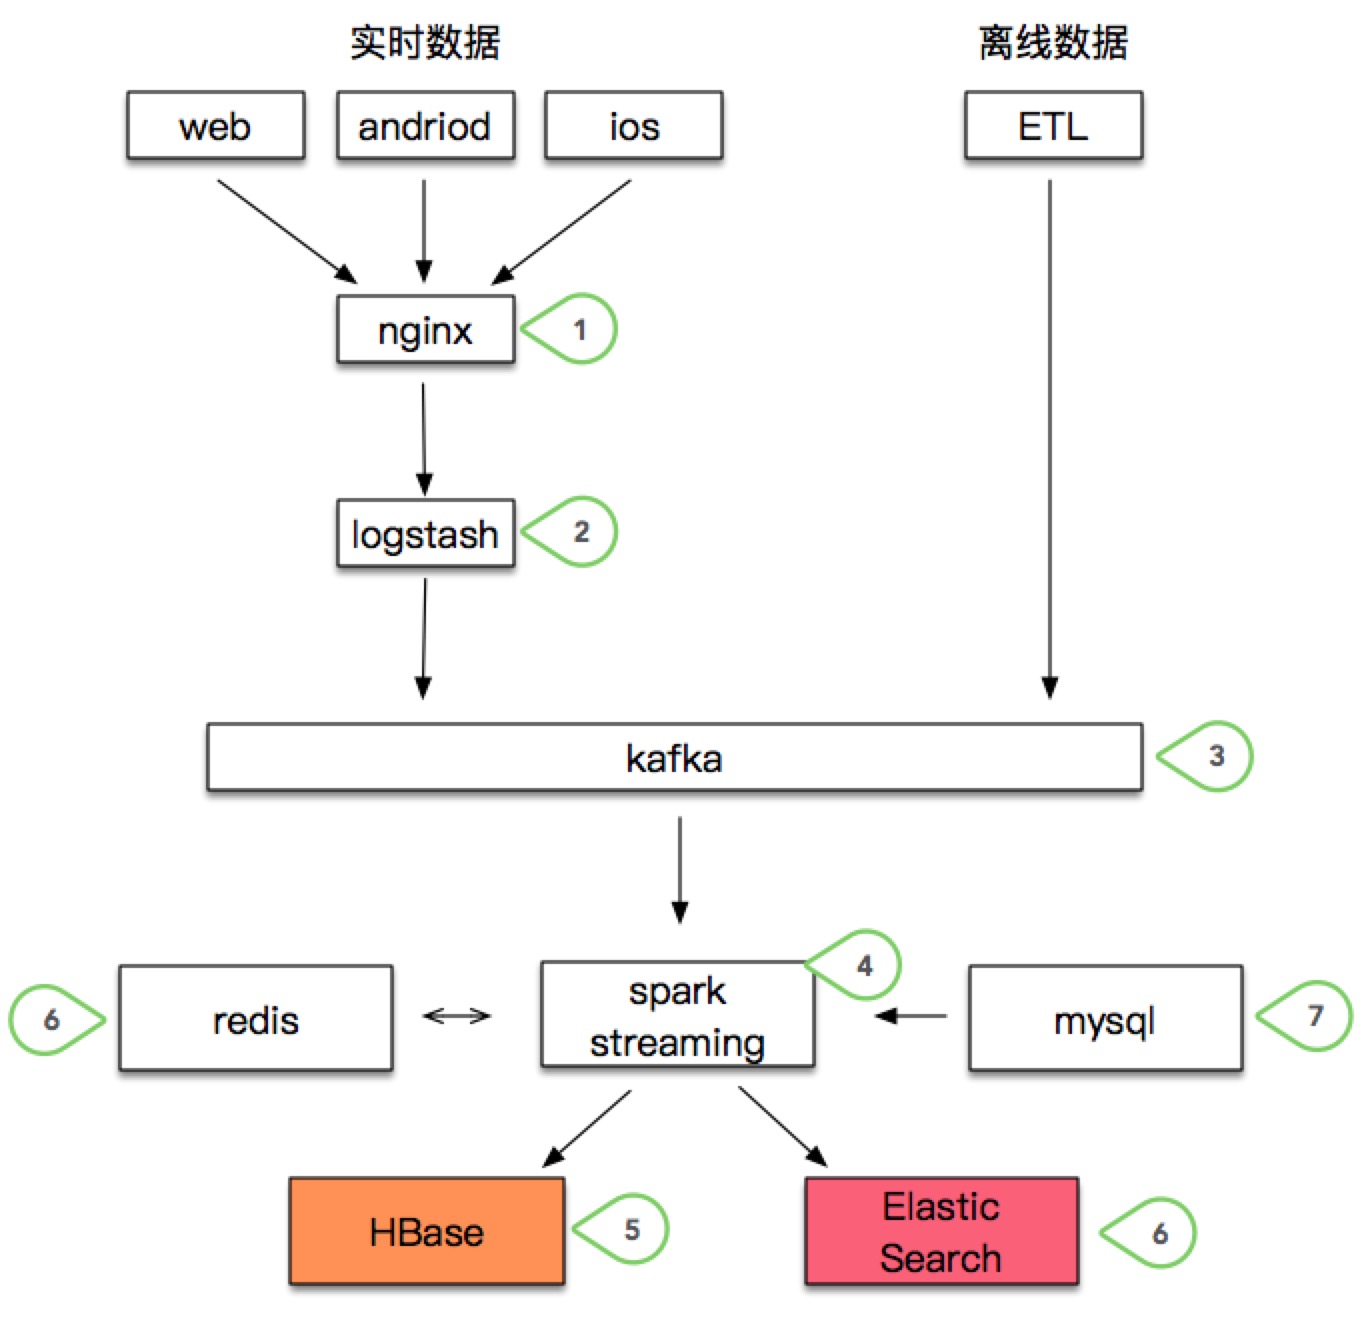 实时数据
离线数据
web
andriod
ios
ETL
nginx
1
logstash
2
kafka
3
6
redis
spark
streaming
4
mysql
7
HBase
5
Elastic
Search
6